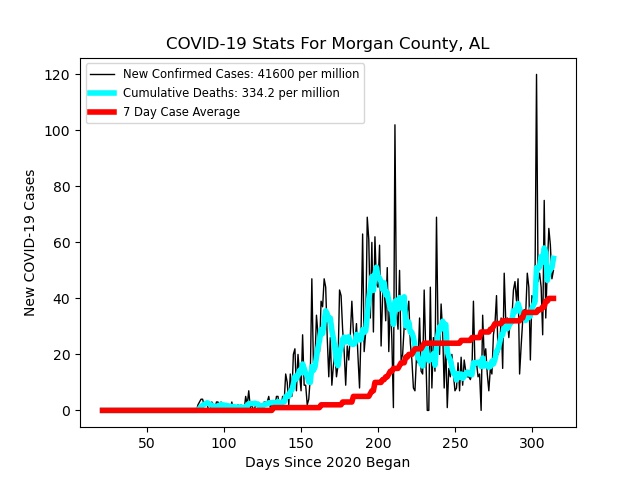 COVID-19 Stats For Morgan County, AL
New Confirmed Cases: 41600 per million
Cumulative Deaths: 334.2 per million
7 Day Case Average
New COVID-19 Cases
120
100
80
60
40
20
0
50 100 150 200 250 300
Days Since 2020 Began